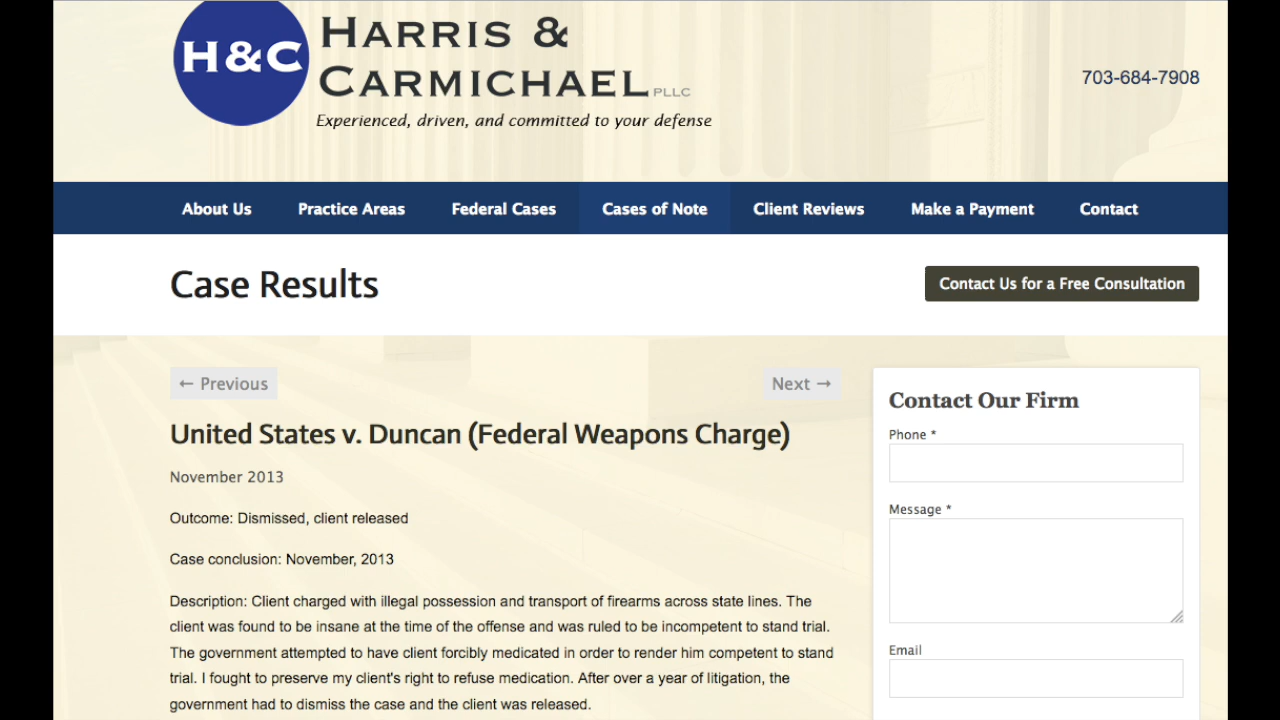 H&C
HARRIS &
CARMICHAEL PLLC
Experienced, driven, and committed to your defense
703-684-7908
About Us Practice Areas Federal Cases Cases of Note Client Reviews Make a Payment Contact
Case Results
Contact Us for a Free Consultation
← Previous
Next →
United States v. Duncan (Federal Weapons Charge)
November 2013
Outcome: Dismissed, client released
Case conclusion: November, 2013
Description: Client charged with illegal possession and transport of firearms across state lines. The
client was found to be insane at the time of the offense and was ruled to be incompetent to stand trial.
The government attempted to have client forcibly medicated in order to render him competent to stand
trial. I fought to preserve my client's right to refuse medication. After over a year of litigation, the
government had to dismiss the case and the client was released.
Contact Our Firm
Phone *
Message *
Email